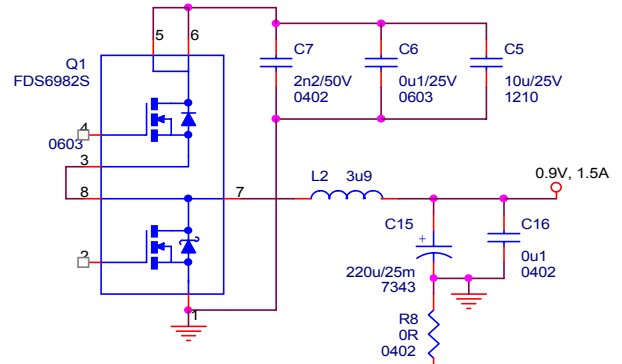 5
6
Q1
FDS6982S
C7
2n2/50V
0402
C6
0u1/25V
0603
C5
10u/25V
1210
4
0603
3
8
7
L2 3u9
0.9V, 1.5A
C15
+
220u/25m
7343
C16
0u1
0402
2
1
R8
0R
0402